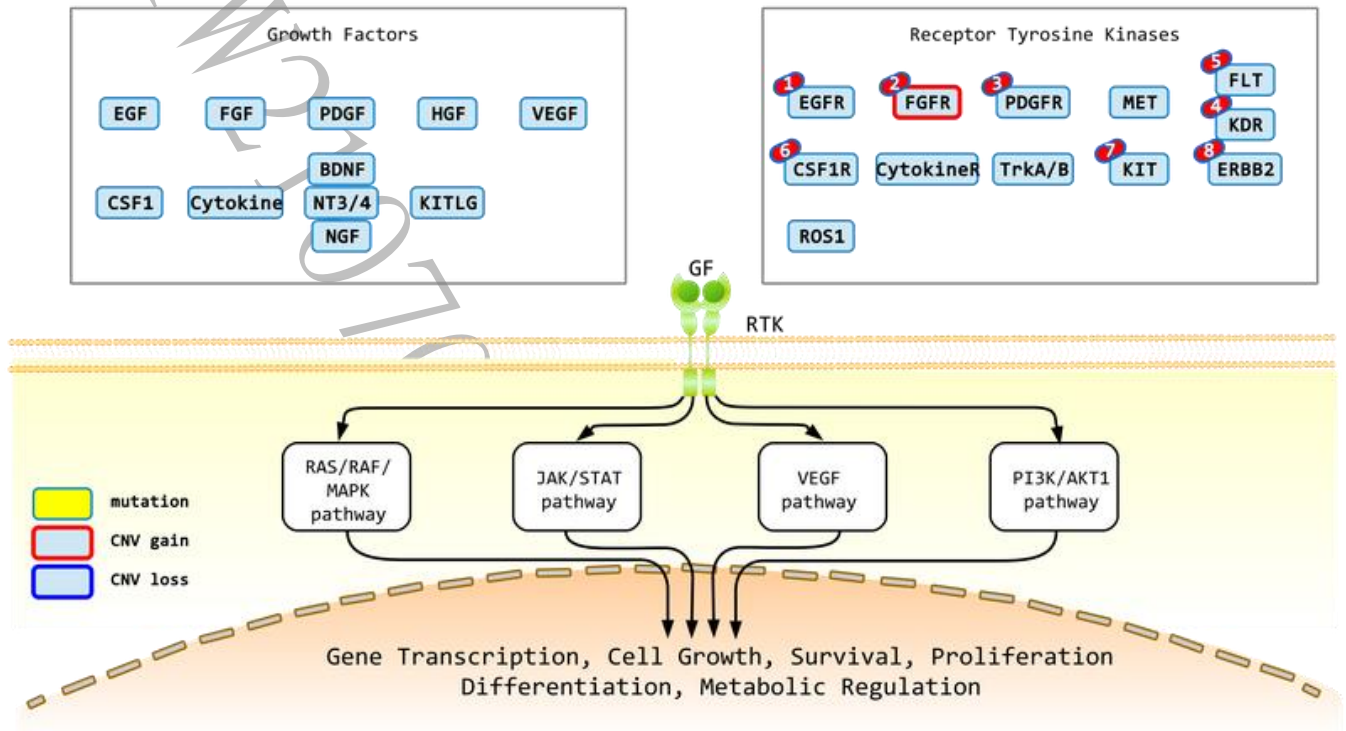 Growth Factors
EGF
FGF
PDGF
HGF
VEGF
BDNF
CSF1
Cytokine
NT3/4
KITLG
NGF
Receptor Tyrosine Kinases
1
EGFR
2
FGFR
3
PDGFR
MET
5
FLT
4
KDR
6
CSF1R
CytokineR
TrkA/B
7
KIT
8
ERBB2
ROS1
GF
RTK
RAS/RAF/
MAPK
pathway
JAK/STAT
pathway
VEGF
pathway
PI3K/AKT1
pathway
mutation
CNV gain
CNV loss
Gene Transcription, Cell Growth, Survival, Proliferation
Differentiation, Metabolic Regulation